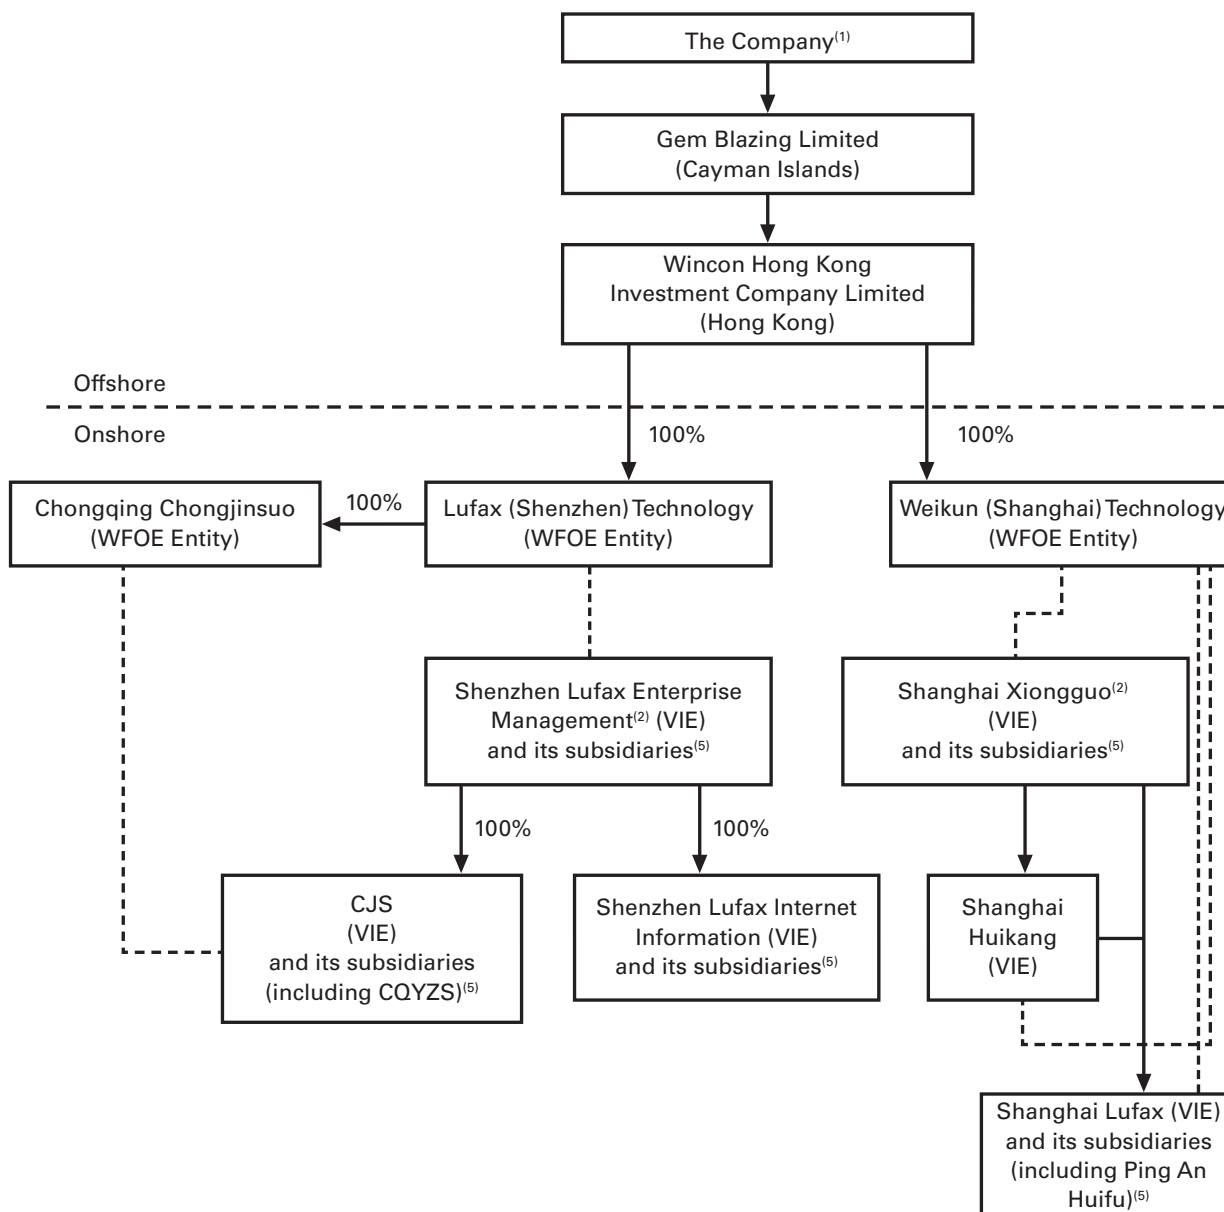 The Company(1)
Gem Blazing Limited
(Cayman Islands)
Wincon Hong Kong
Investment Company Limited
(Hong Kong)
Offshore
Onshore
100%
100%
Chongqing Chongjinsuo
(WFOE Entity)
100%
Lufax (Shenzhen) Technology
(WFOE Entity)
Weikun (Shanghai) Technology
(WFOE Entity)
Shenzhen Lufax Enterprise
Management(2) (VIE)
and its subsidiaries(5)
Shanghai Xiongguo(2)
(VIE)
and its subsidiaries(5)
100%
100%
CJS
(VIE)
and its subsidiaries
(including CQYZS)(5)
Shenzhen Lufax Internet
Information (VIE)
and its subsidiaries(5)
Shanghai
Huikang
(VIE)
Shanghai Lufax (VIE)
and its subsidiaries
(including Ping An
Huifu)(5)